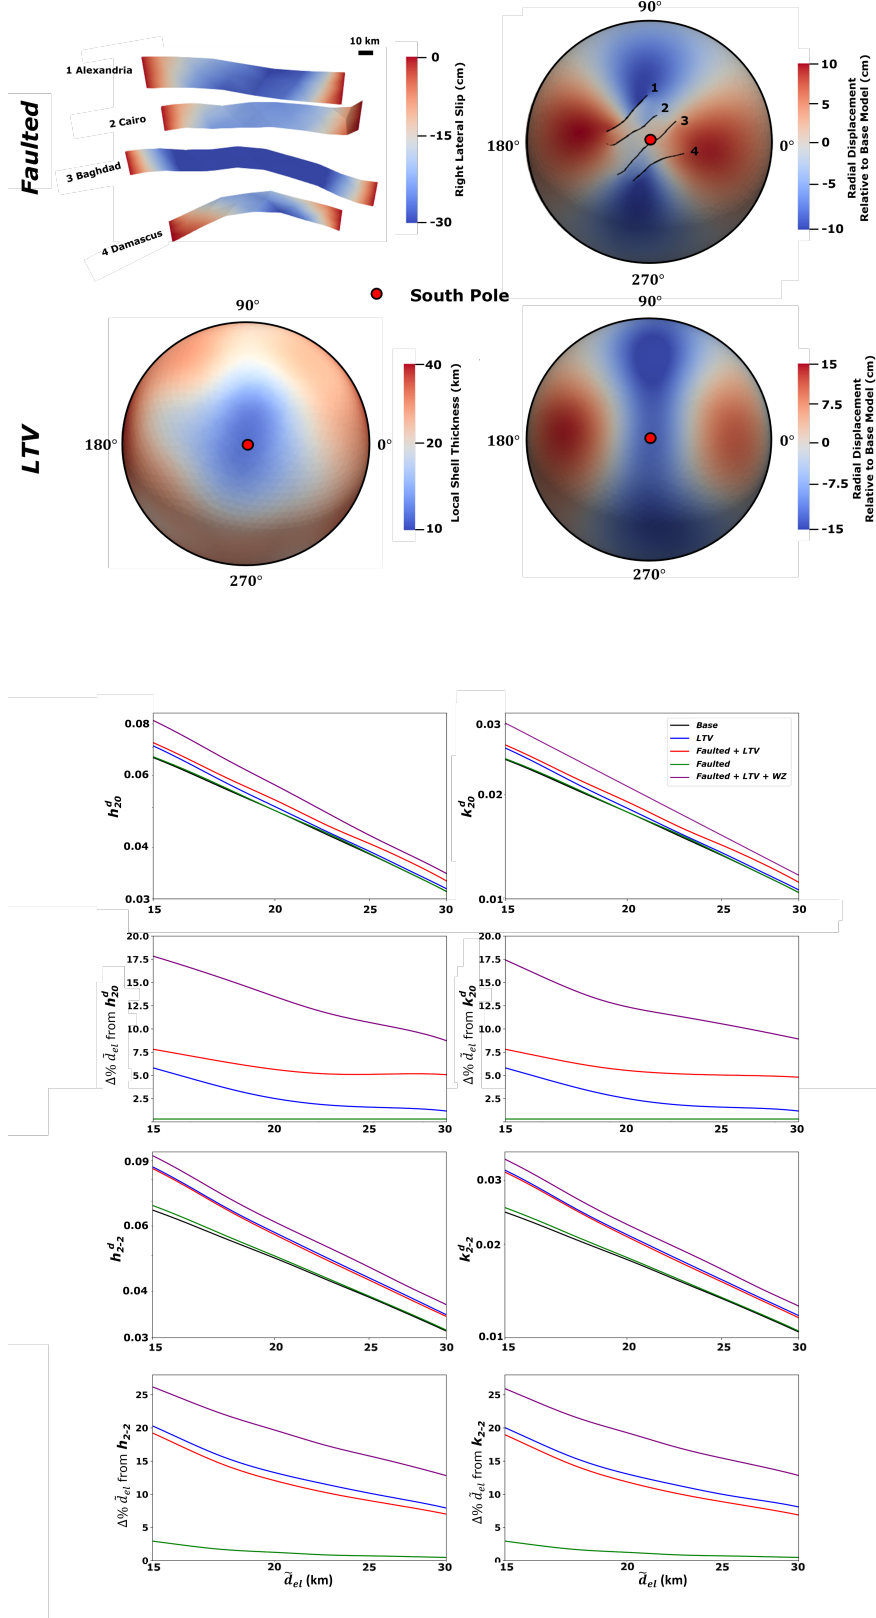 Faulted
10 km
1 Alexandria
2 Cairo
3 Baghdad
4 Damascus
0
-15
-30
Right Lateral Slip (cm)
90°
180°
0°
270°
1
2
3
4
10
5
0
-5
-10
Radial Displacement
Relative to Base Model (cm)
South Pole
LTV
90°
180°
0°
270°
40
20
10
Local Shell Thickness (km)
90°
180°
0°
270°
15
7.5
0
-7.5
-15
Radial Displacement
Relative to Base Model (cm)
0.08
0.06
0.04
0.03
h^d_20
15 20 25 30
0.03
0.02
0.01
k^d_20
15 20 25 30
Base
LTV
Faulted + LTV
Faulted
Faulted + LTV + WZ
20.0
17.5
15.0
12.5
10.0
7.5
5.0
2.5
Δ% d̃_el from h^d_20
15 20 25 30
20.0
17.5
15.0
12.5
10.0
7.5
5.0
2.5
Δ% d̃_el from k^d_20
15 20 25 30
0.09
0.06
0.04
0.03
h^d_2-2
15 20 25 30
0.03
0.02
0.01
k^d_2-2
15 20 25 30
25
20
15
10
5
0
Δ% d̃_el from h_2-2
15 20 25 30
d̃_el (km)
25
20
15
10
5
0
Δ% d̃_el from k_2-2
15 20 25 30
d̃_el (km)